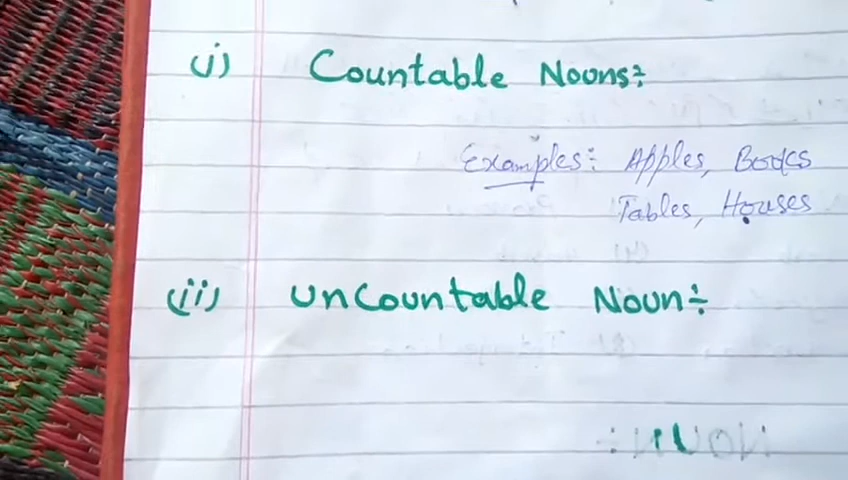 (i) Countable Nouns:
Examples: Apples, Books
Tables, Houses
(ii) Uncountable Noun: